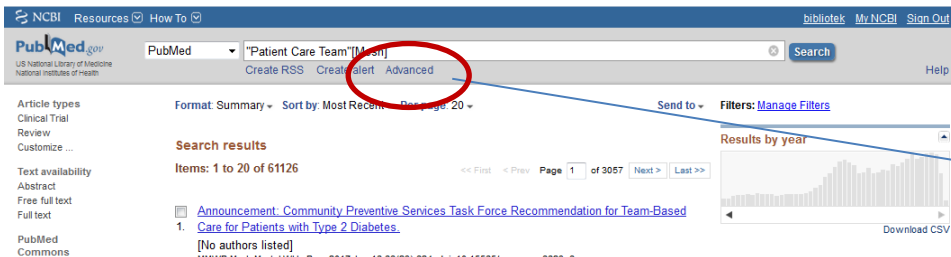 NCBI Resources How To bibliotek My NCBI Sign Out
PubMed.gov
US National Library of Medicine
National Institutes of Health
PubMed "Patient Care Team"[Mesh] Search
Create RSS Create alert Advanced Help
Article types
Clinical Trial
Review
Customize ...
Text availability
Abstract
Free full text
Full text
PubMed
Commons
Format: Summary Sort by: Most Recent Per page: 20 Send to
Search results
Items: 1 to 20 of 61126 << First < Prev Page 1 of 3057 Next > Last >>
Announcement: Community Preventive Services Task Force Recommendation for Team-Based
1. Care for Patients with Type 2 Diabetes.
[No authors listed]
Filters: Manage Filters
Results by year
Download CSV